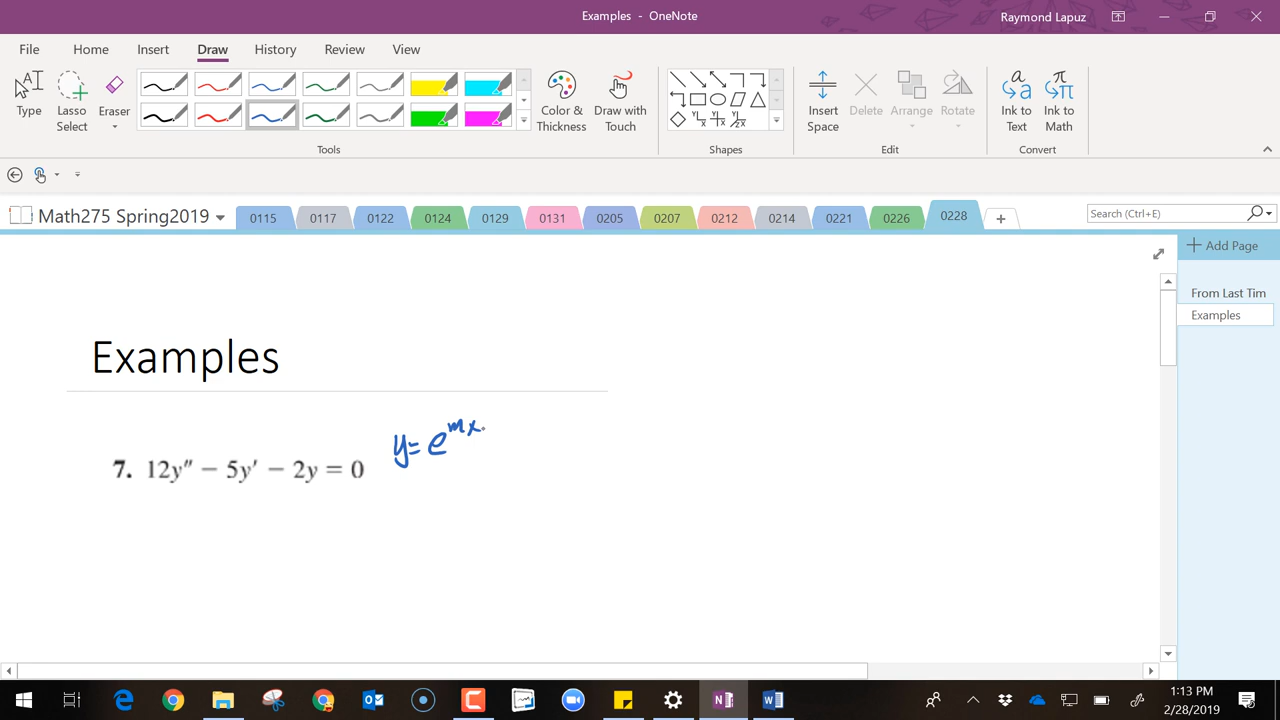 Examples - OneNote
Raymond Lapuz
File Home Insert Draw History Review View
Type
Lasso Select
Eraser
Color & Thickness
Draw with Touch
Insert Space
Delete
Arrange
Rotate
Ink to Text
Ink to Math
Tools
Shapes
Edit
Convert
Math275 Spring2019
0115 0117 0122 0124 0129 0131 0205 0207 0212 0214 0221 0226 0228
Search (Ctrl+E)
Add Page
From Last Tim
Examples
Examples
y = e^{mx}
7. 12y″ − 5y′ − 2y = 0
1:13 PM
2/28/2019